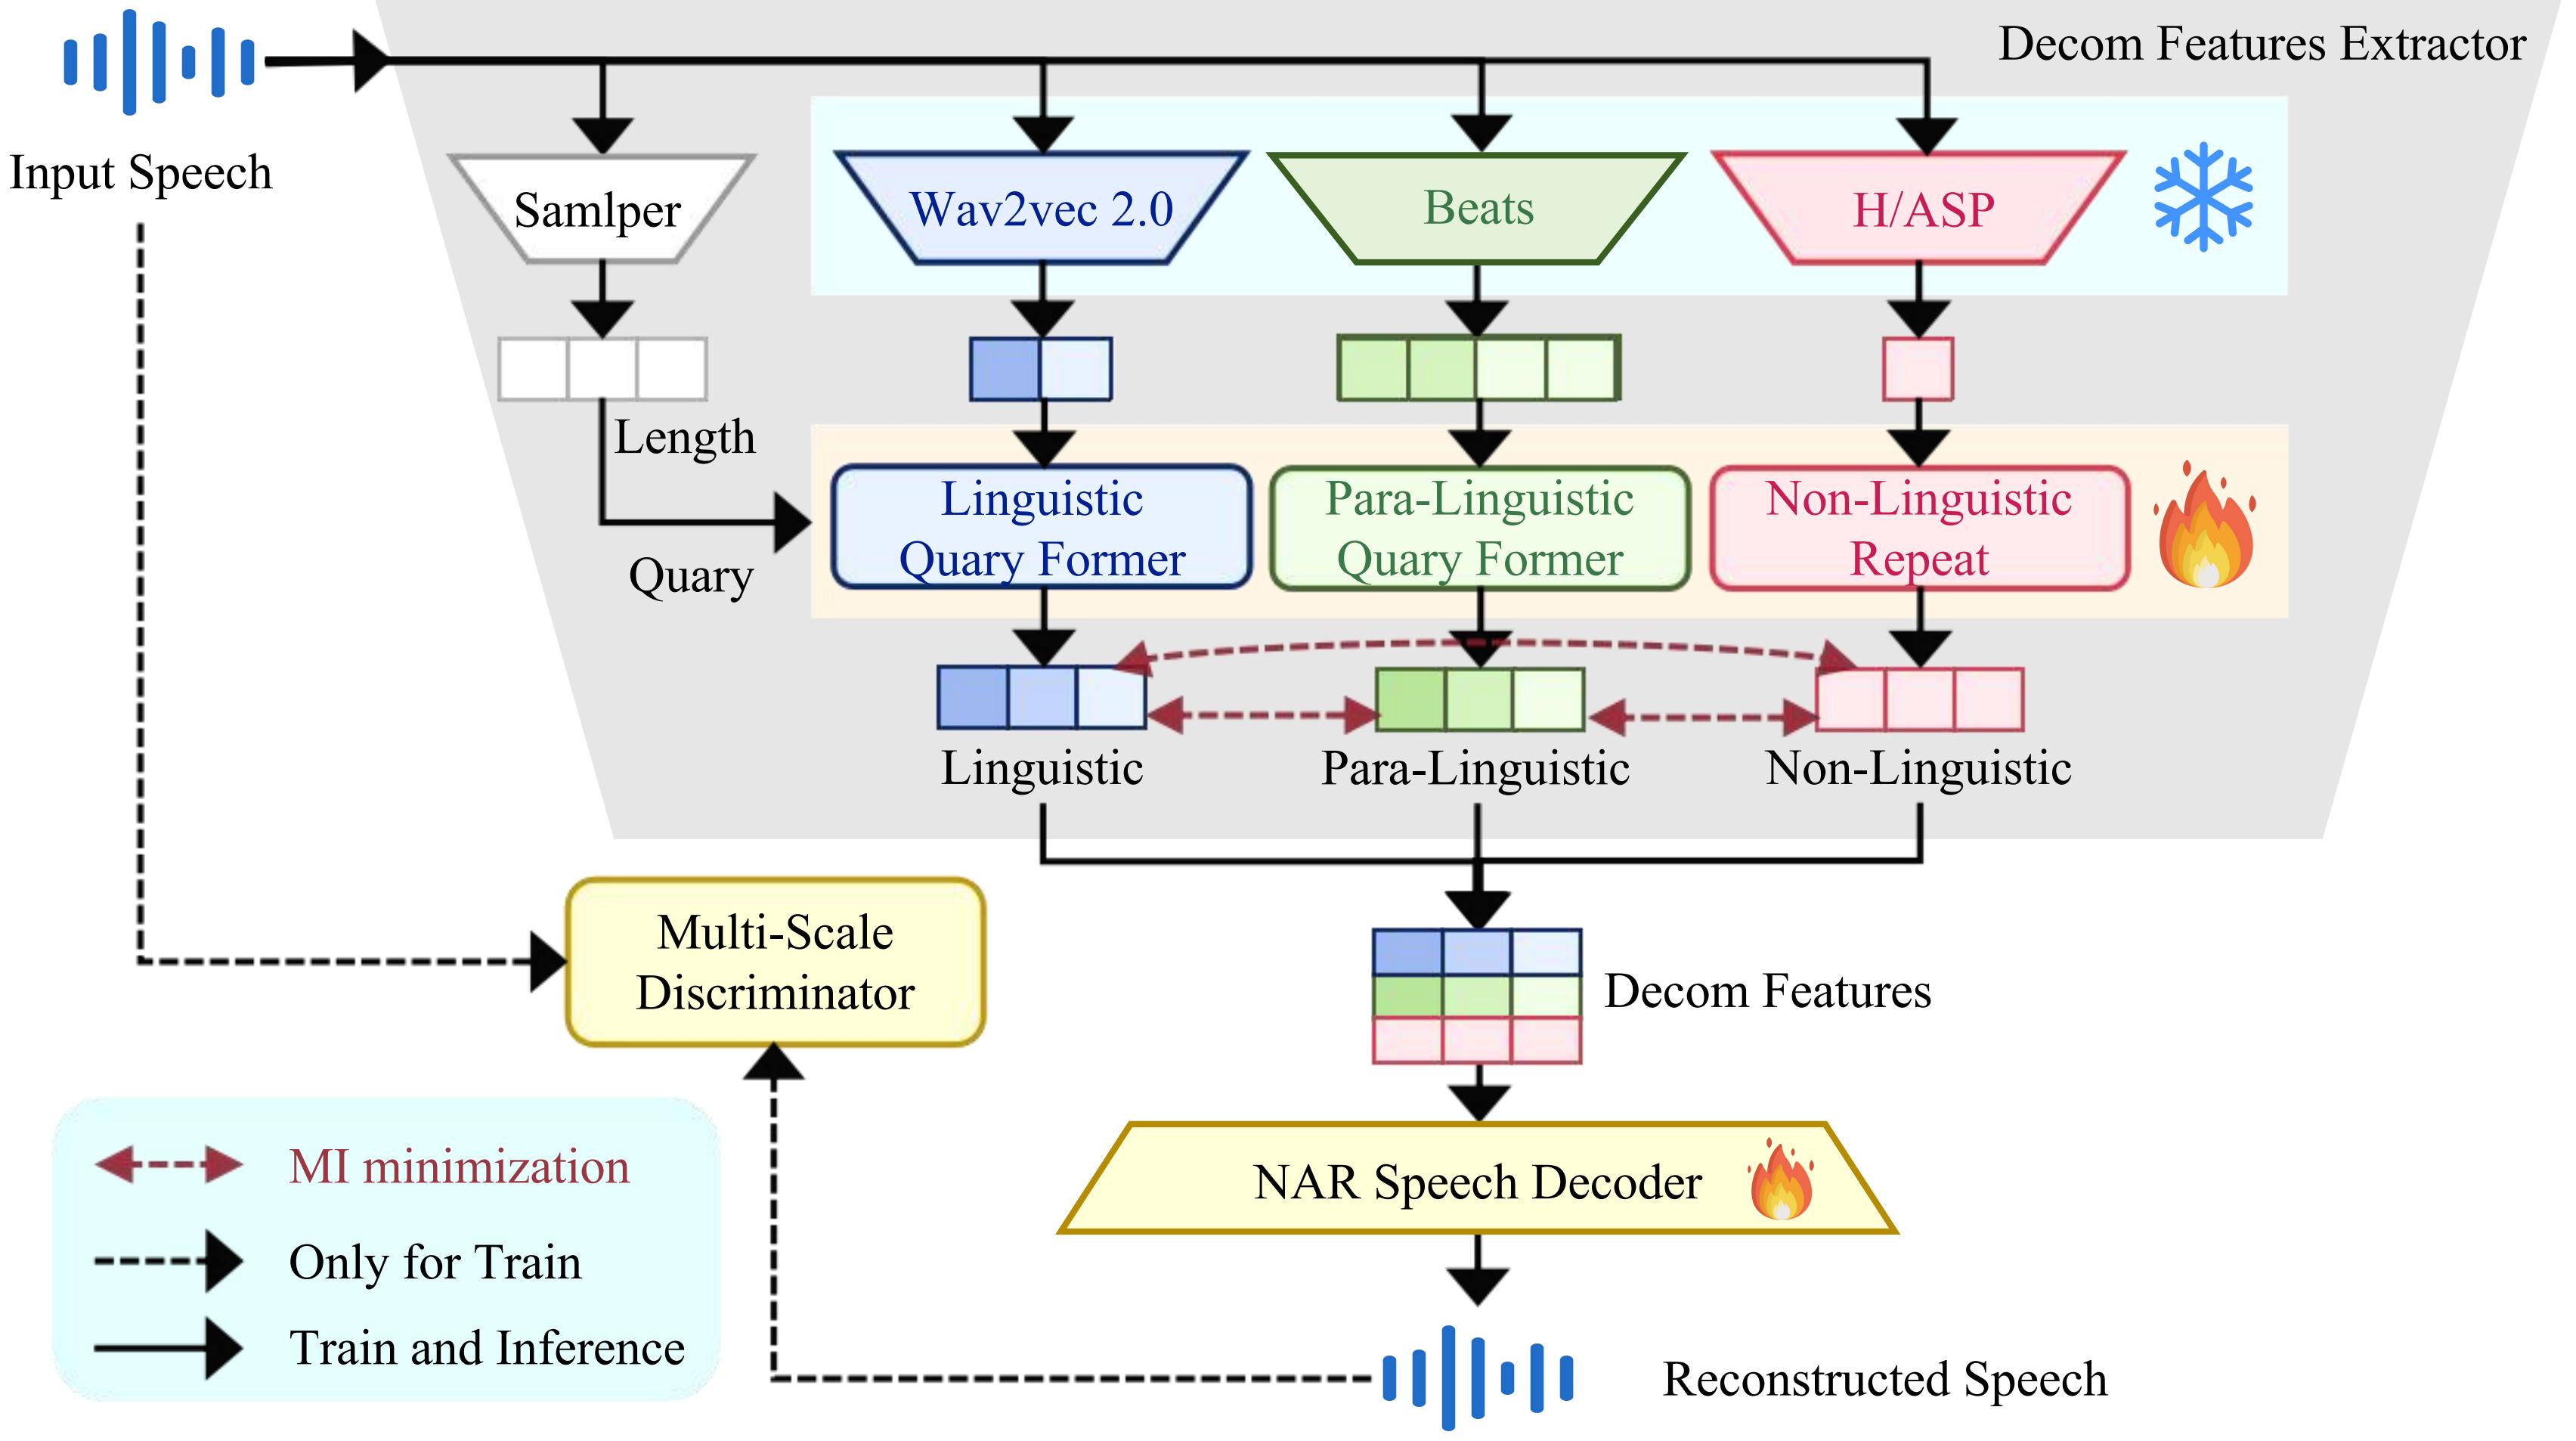 Decom Features Extractor
Input Speech
Samlper
Wav2vec 2.0
Beats
H/ASP
Length
Quary
Linguistic
Quary Former
Para-Linguistic
Quary Former
Non-Linguistic
Repeat
Linguistic
Para-Linguistic
Non-Linguistic
Multi-Scale
Discriminator
Decom Features
NAR Speech Decoder
MI minimization
Only for Train
Train and Inference
Reconstructed Speech